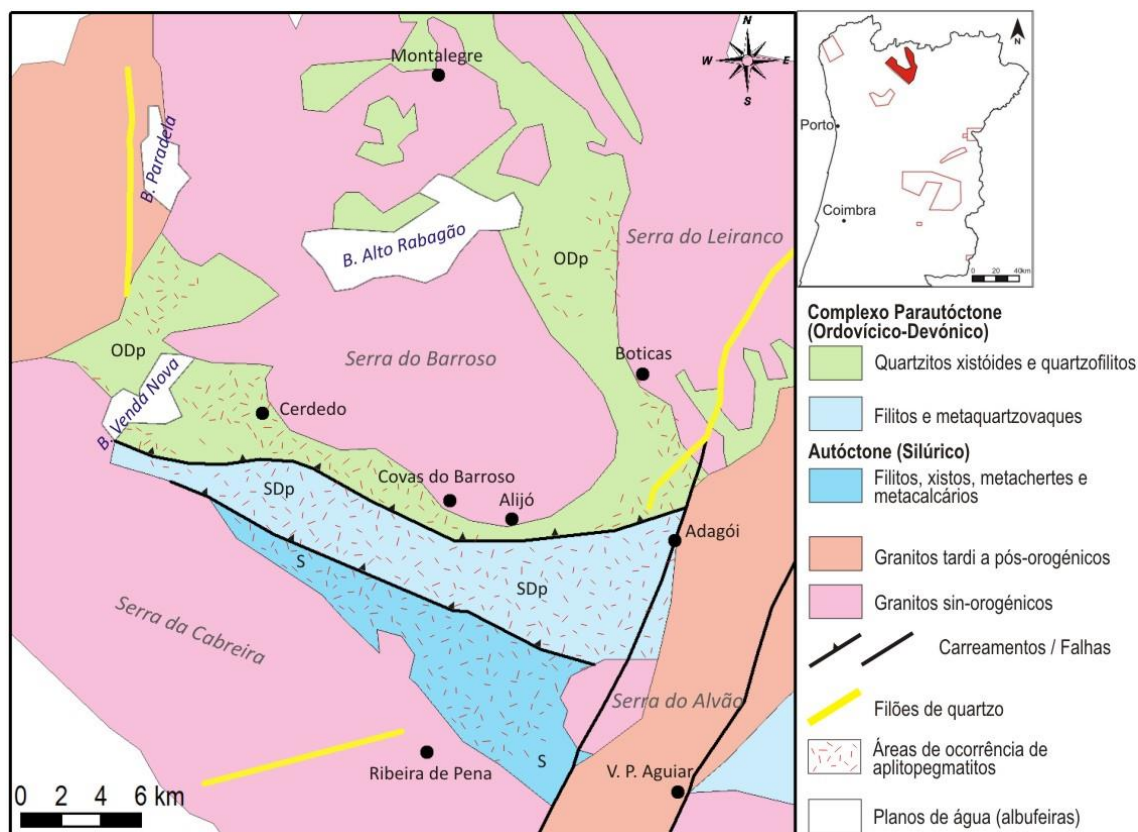 Montalegre
N
W
E
S
B. Paradela
B. Alto Rabagão
Serra do Leiranco
ODp
ODp
Serra do Barroso
Boticas
B. Venda Nova
Cerdedo
SDp
Covas do Barroso
Alijó
Adagói
S
SDp
Serra da Cabreira
Serra do Alvão
Ribeira de Pena
S
V. P. Aguiar
0 2 4 6 km
N
Porto
Coimbra
0 20 40km
Complexo Parautóctone
(Ordovícico-Devónico)
Quartzitos xistóides e quartzofilitos
Filitos e metaquartzovaques
Autóctone (Silúrico)
Filitos, xistos, metachertes e
metacalcários
Granitos tardi a pós-orogénicos
Granitos sin-orogénicos
Carreamentos / Falhas
Filões de quartzo
Áreas de ocorrência de
aplitopegmatitos
Planos de água (albufeiras)